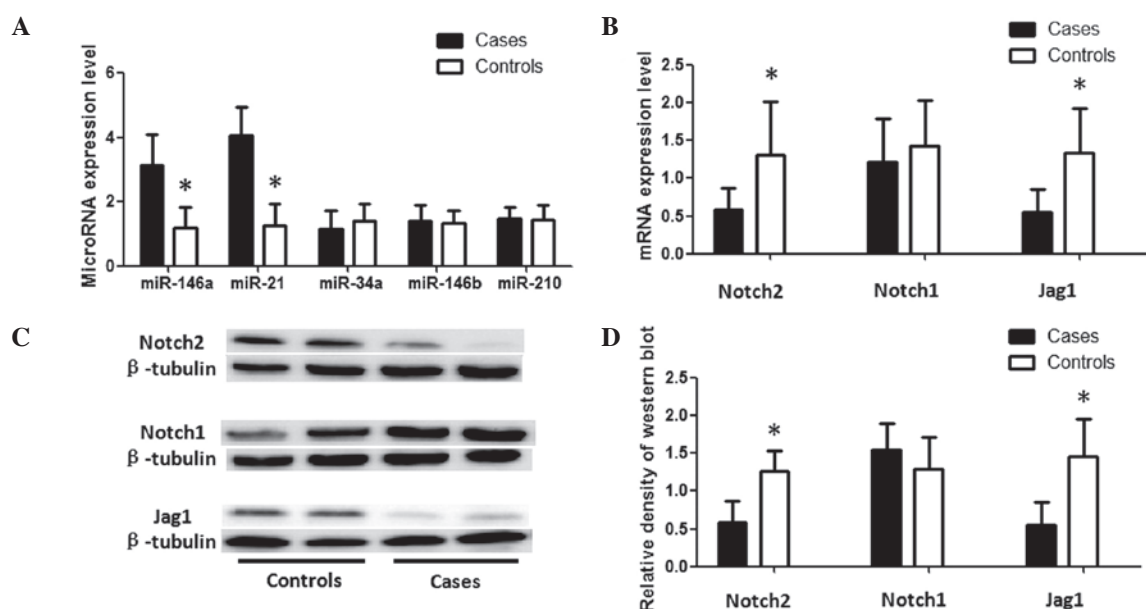 A
Cases
Controls
MicroRNA expression level
6
4
2
0
*
*
miR-146a
miR-21
miR-34a
miR-146b
miR-210
B
Cases
Controls
mRNA expression level
2.5
2.0
1.5
1.0
0.5
0.0
*
*
Notch2
Notch1
Jag1
C
Notch2
β-tubulin
Notch1
β-tubulin
Jag1
β-tubulin
Controls
Cases
D
Cases
Controls
Relative density of western blot
2.5
2.0
1.5
1.0
0.5
0.0
*
*
Notch2
Notch1
Jag1